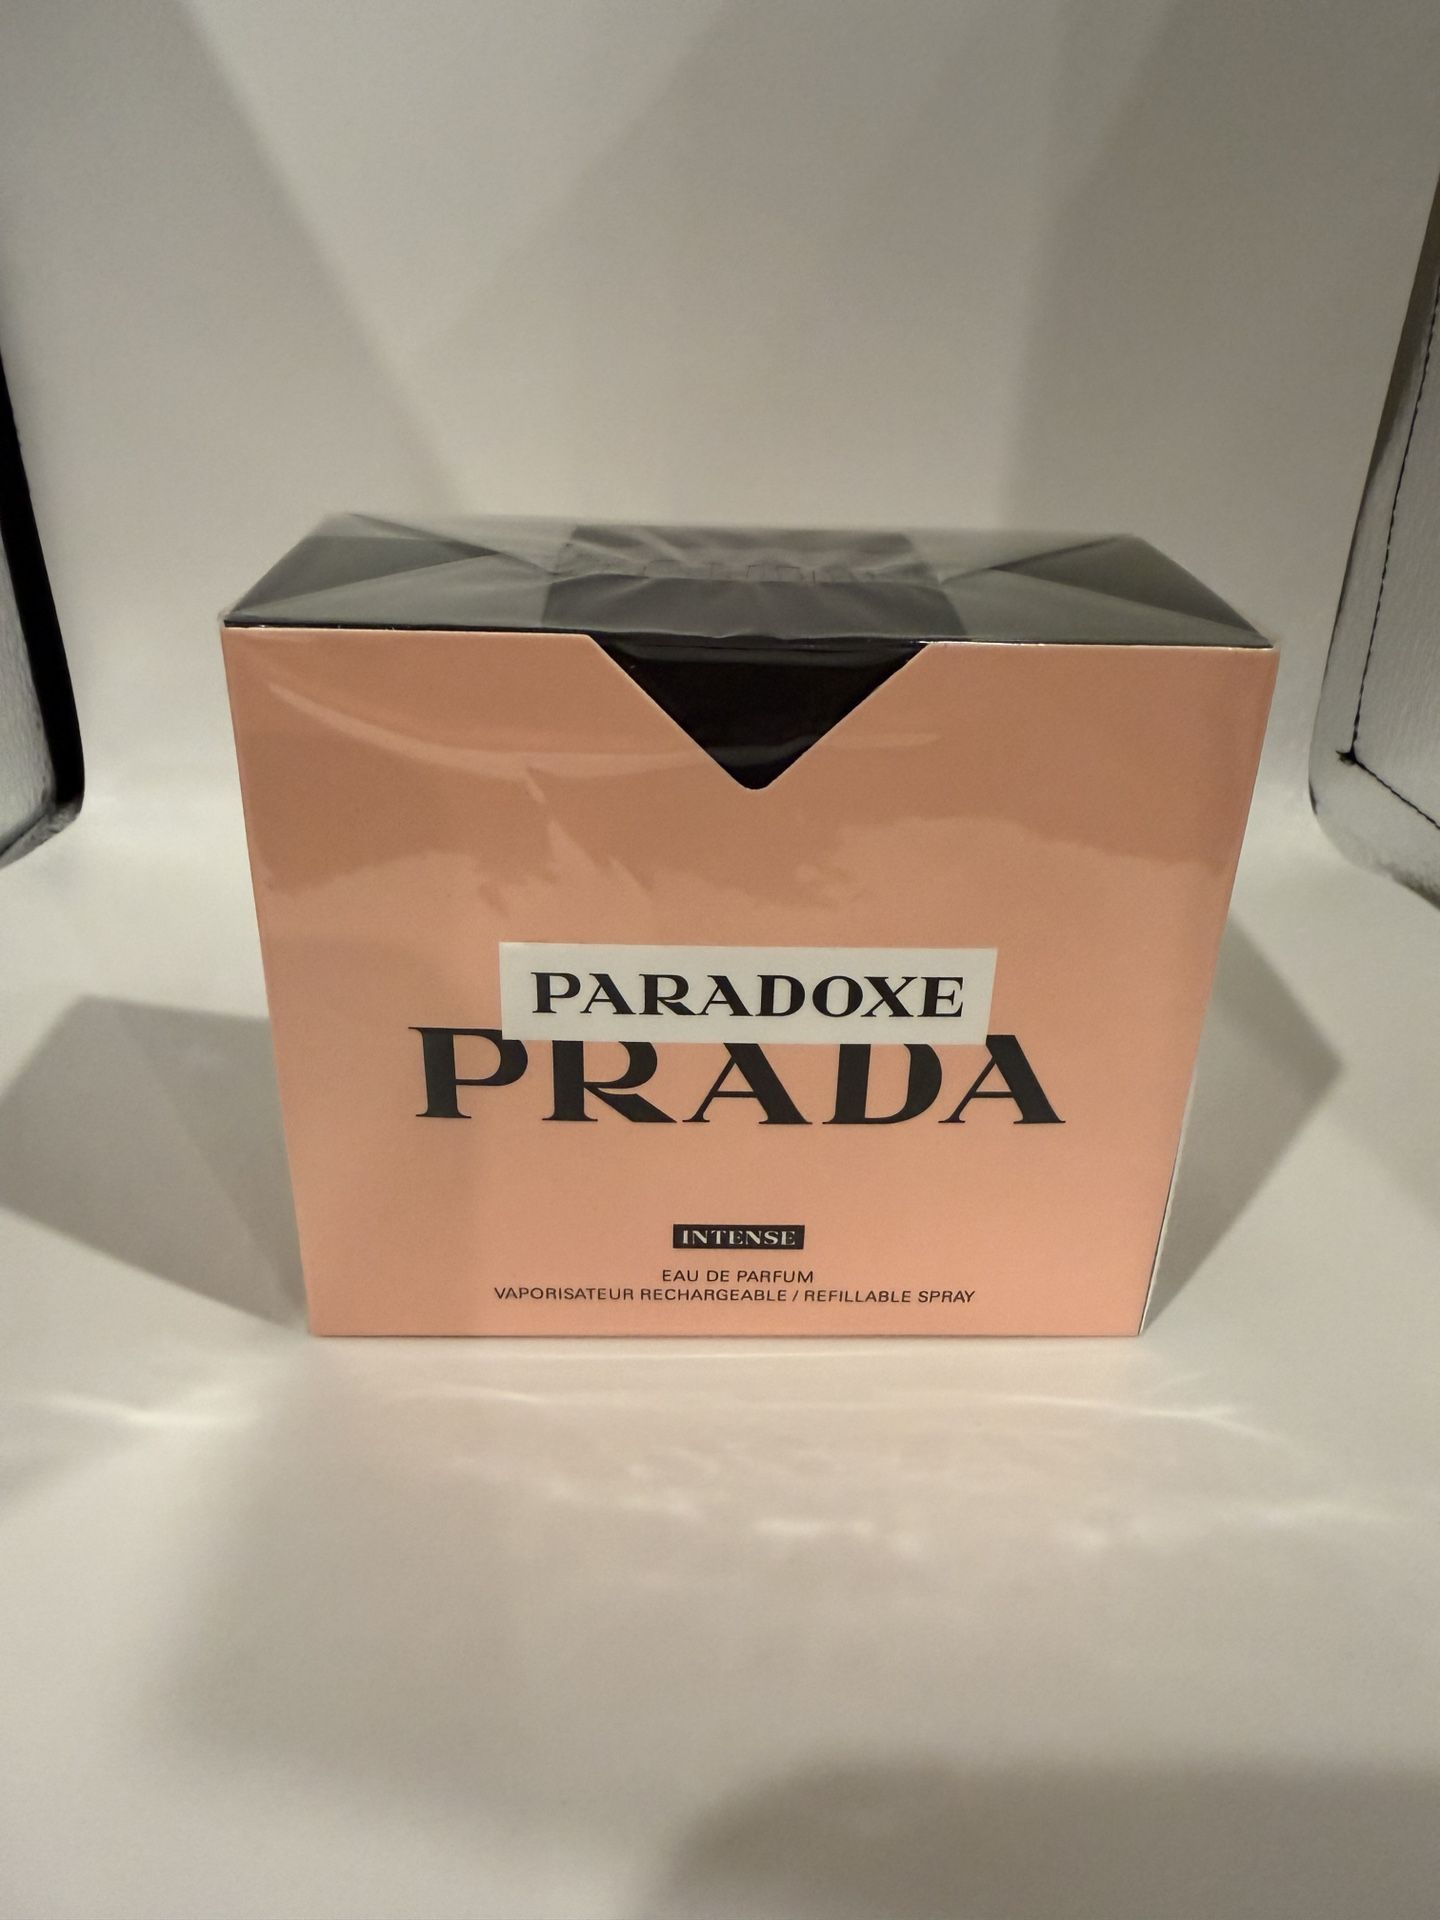 PARADOXE
PRADA
INTENSE
EAU DE PARFUM
VAPORISATEUR RECHARGEABLE / REFILLABLE SPRAY